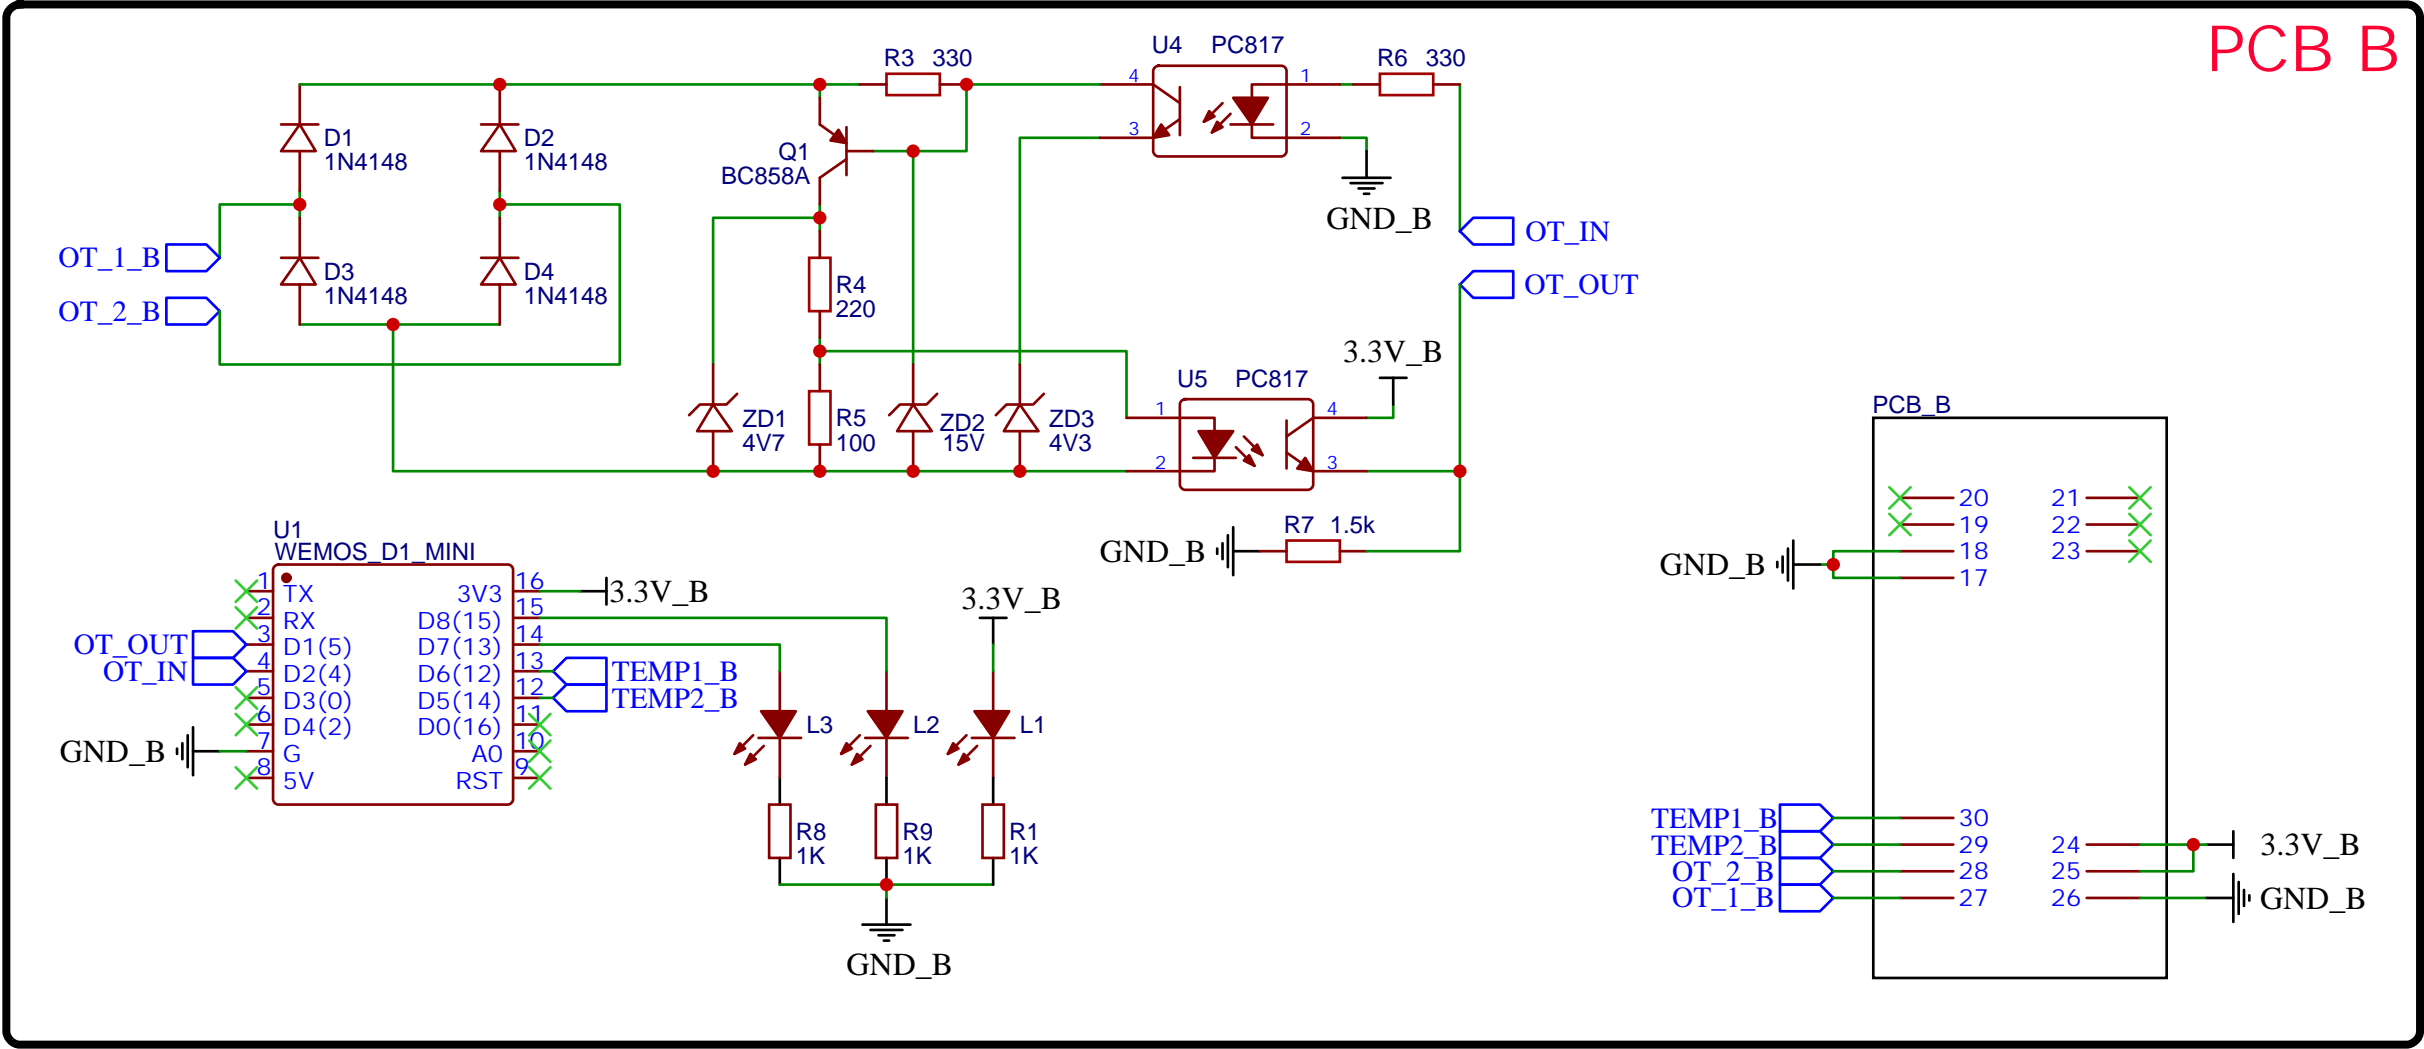 PCB B
R3 330
U4 PC817
R6 330
4
1
3
2
D1
1N4148
D2
1N4148
Q1
BC858A
GND_B
OT_IN
OT_1_B
D3
1N4148
D4
1N4148
R4
220
OT_OUT
OT_2_B
3.3V_B
U5 PC817
1
4
ZD1
4V7
R5
100
ZD2
15V
ZD3
4V3
2
3
R7 1.5k
GND_B
U1
WEMOS_D1_MINI
1 TX
2 RX
OT_OUT 3 D1(5)
OT_IN 4 D2(4)
5 D3(0)
6 D4(2)
GND_B 7 G
8 5V
3V3 16 3.3V_B
D8(15) 15
D7(13) 14
D6(12) 13 TEMP1_B
D5(14) 12 TEMP2_B
D0(16) 11
A0 10
RST 9
3.3V_B
L3
L2
L1
R8
1K
R9
1K
R1
1K
GND_B
PCB_B
20 21
19 22
18 23
GND_B
17
TEMP1_B 30
TEMP2_B 29 24 3.3V_B
OT_2_B 28 25
OT_1_B 27 26 GND_B